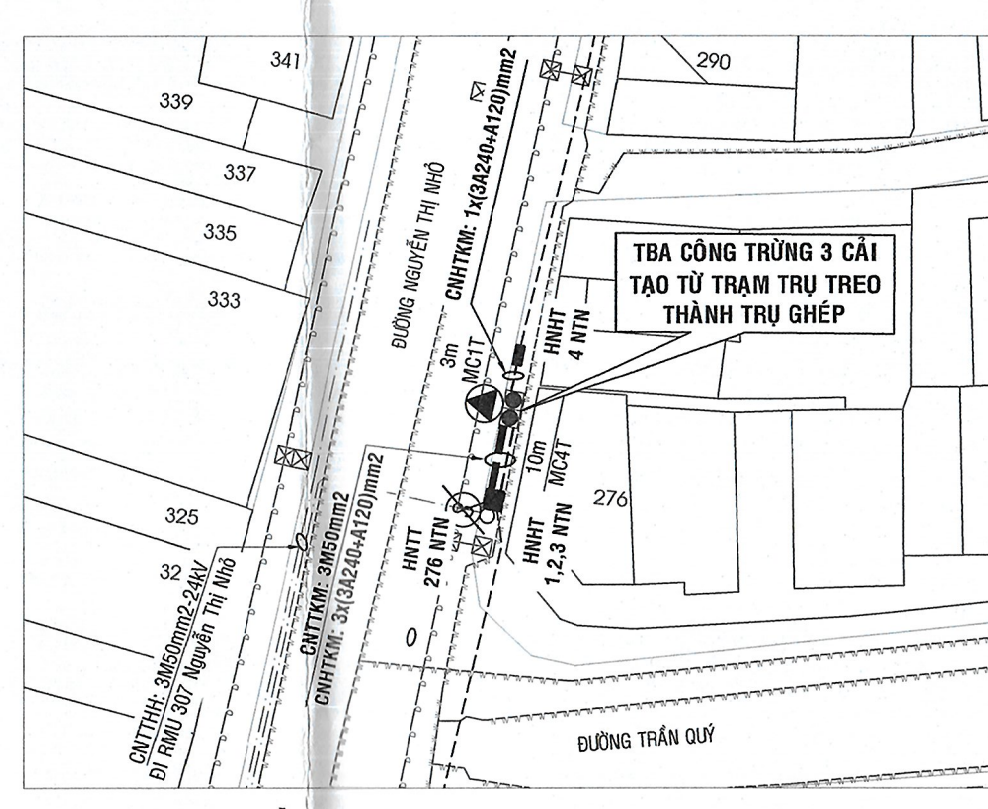 341
290
339
337
335
333
325
32
276
ĐƯỜNG NGUYỄN THỊ NHỎ
CNHTKM: 1x(3A240+A120)mm2
TBA CÔNG TRỪNG 3 CẢI
TẠO TỪ TRẠM TRỤ TREO
THÀNH TRỤ GHÉP
3m
MC1T
HNHT
4 NTN
10m
MC4T
HNHT
1,2,3 NTN
HNTT
276 NTN
CNTTKM: 3M50mm2
CNHTKM: 3x(3A240+A120)mm2
CNTTHH: 3M50mm2-24kV
ĐI RMU 307 Nguyễn Thị Nhỏ
ĐƯỜNG TRẦN QUÝ